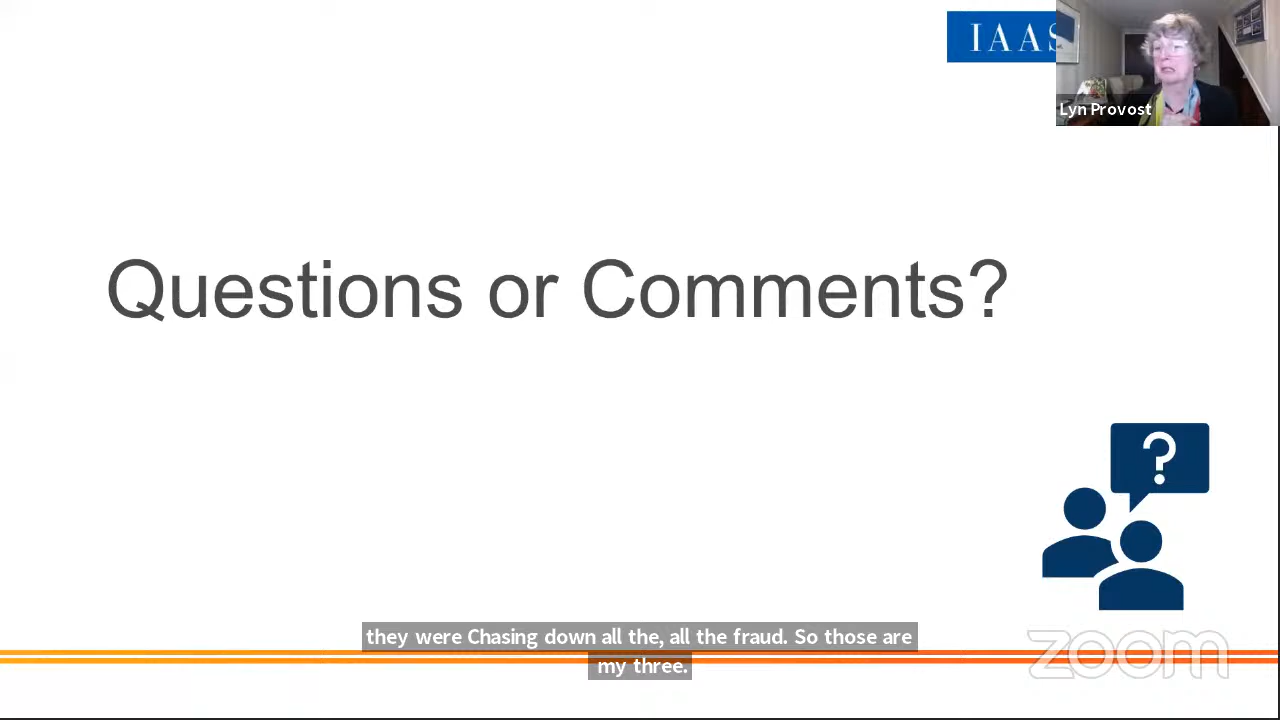 IAAS
Lyn Provost
Questions or Comments?
?
they were Chasing down all the, all the fraud. So those are
my three.
zoom